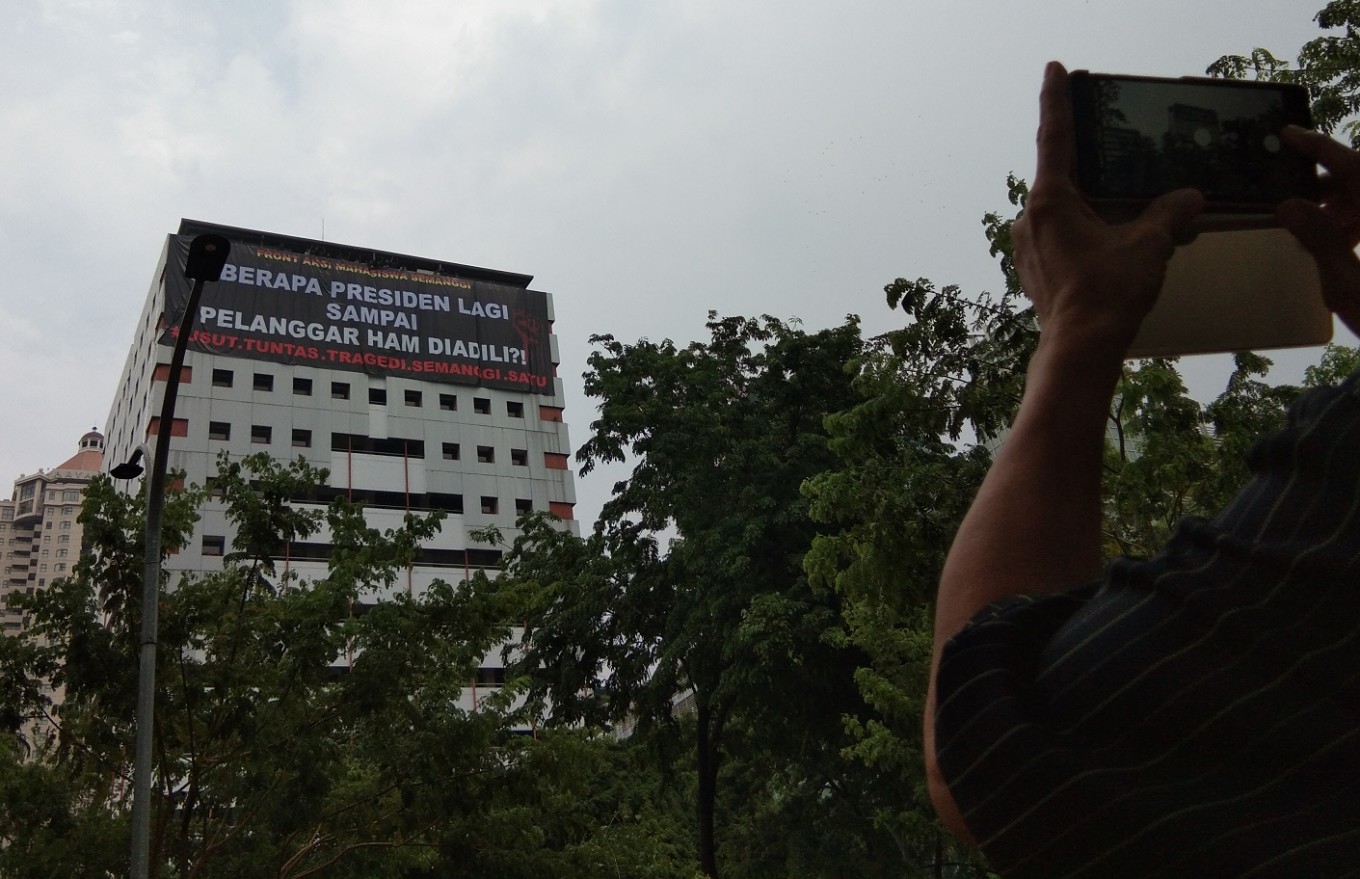 FRONT AKSI MAHASISWA SEMANGGI
BERAPA PRESIDEN LAGI
SAMPAI
PELANGGAR HAM DIADILI?!
USUT.TUNTAS.TRAGEDI.SEMANGGI.SATU